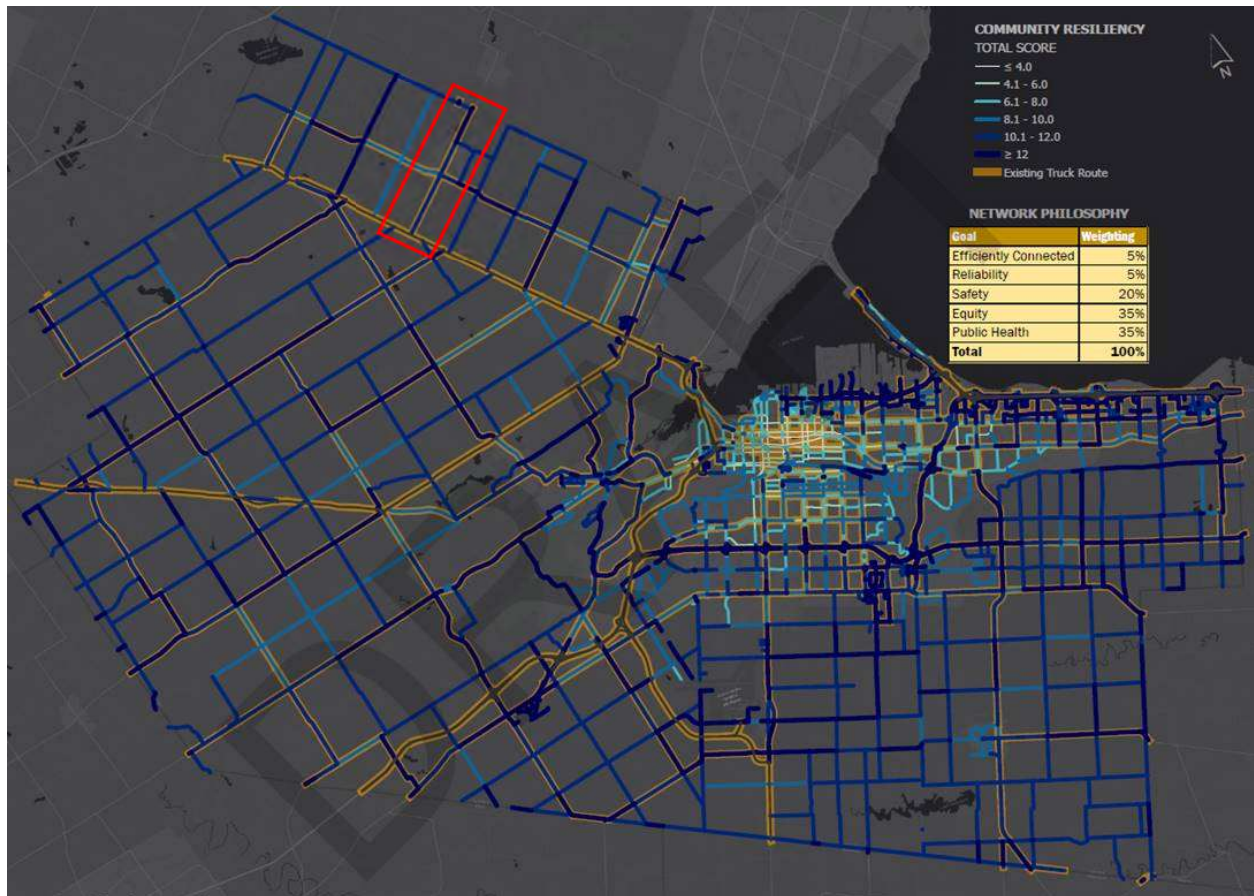 COMMUNITY RESILIENCY
TOTAL SCORE
≤ 4.0
4.1 - 6.0
6.1 - 8.0
8.1 - 10.0
10.1 - 12.0
≥ 12
Existing Truck Route
N
NETWORK PHILOSOPHY
Goal Weighting
Efficiently Connected 5%
Reliability 5%
Safety 20%
Equity 35%
Public Health 35%
Total 100%
DRAFT